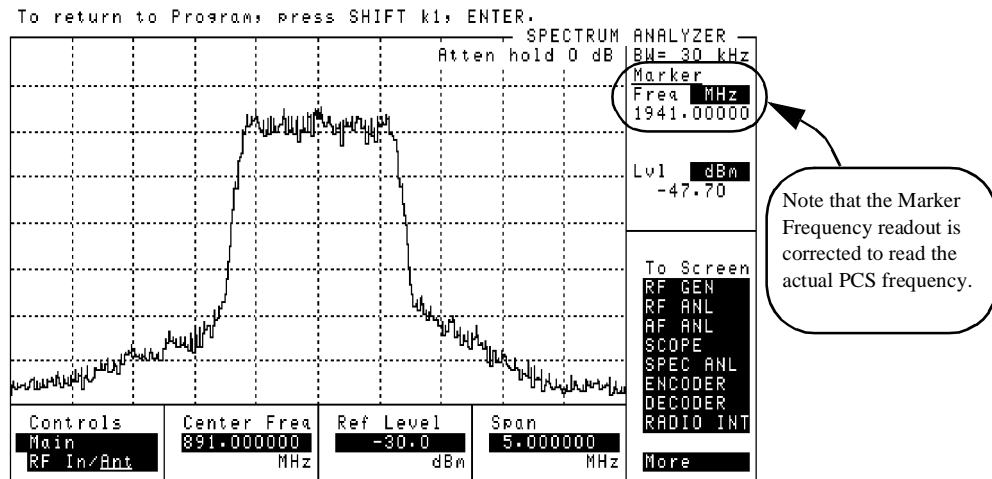 To return to Program, press SHIFT k1, ENTER.
SPECTRUM ANALYZER
Atten hold 0 dB
BW= 30 kHz
Marker
Freq MHz
1941.00000
Lvl dBm
-47.70
Note that the Marker
Frequency readout is
corrected to read the
actual PCS frequency.
To Screen
RF GEN
RF ANL
AF ANL
SCOPE
SPEC ANL
ENCODER
DECODER
RADIO INT
More
Controls
Main
RF In/Ant
Center Freq
891.000000
MHz
Ref Level
-30.0
dBm
Span
5.000000
MHz